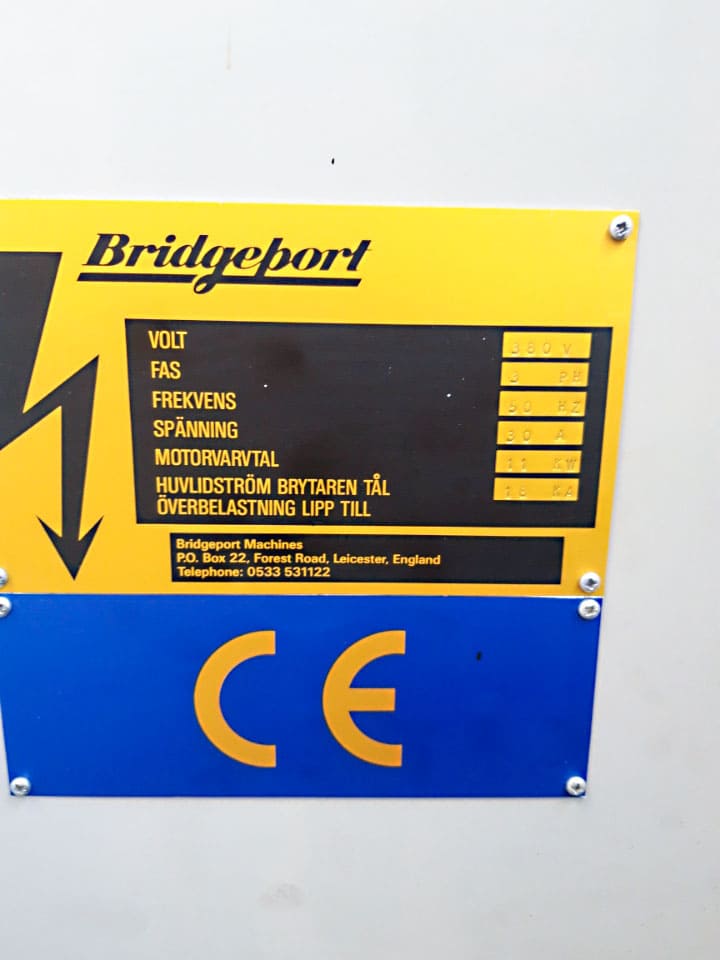 Bridgeport
VOLT 380 V
FAS 3 PH
FREKVENS 50 HZ
SPÄNNING 30 A
MOTORVARVTAL 11 KW
HUVLIDSTRÖM BRYTAREN TÅL KA
ÖVERBELASTNING LIPP TILL
Bridgeport Machines
P.O. Box 22, Forest Road, Leicester, England
Telephone: 0533 531122
CE